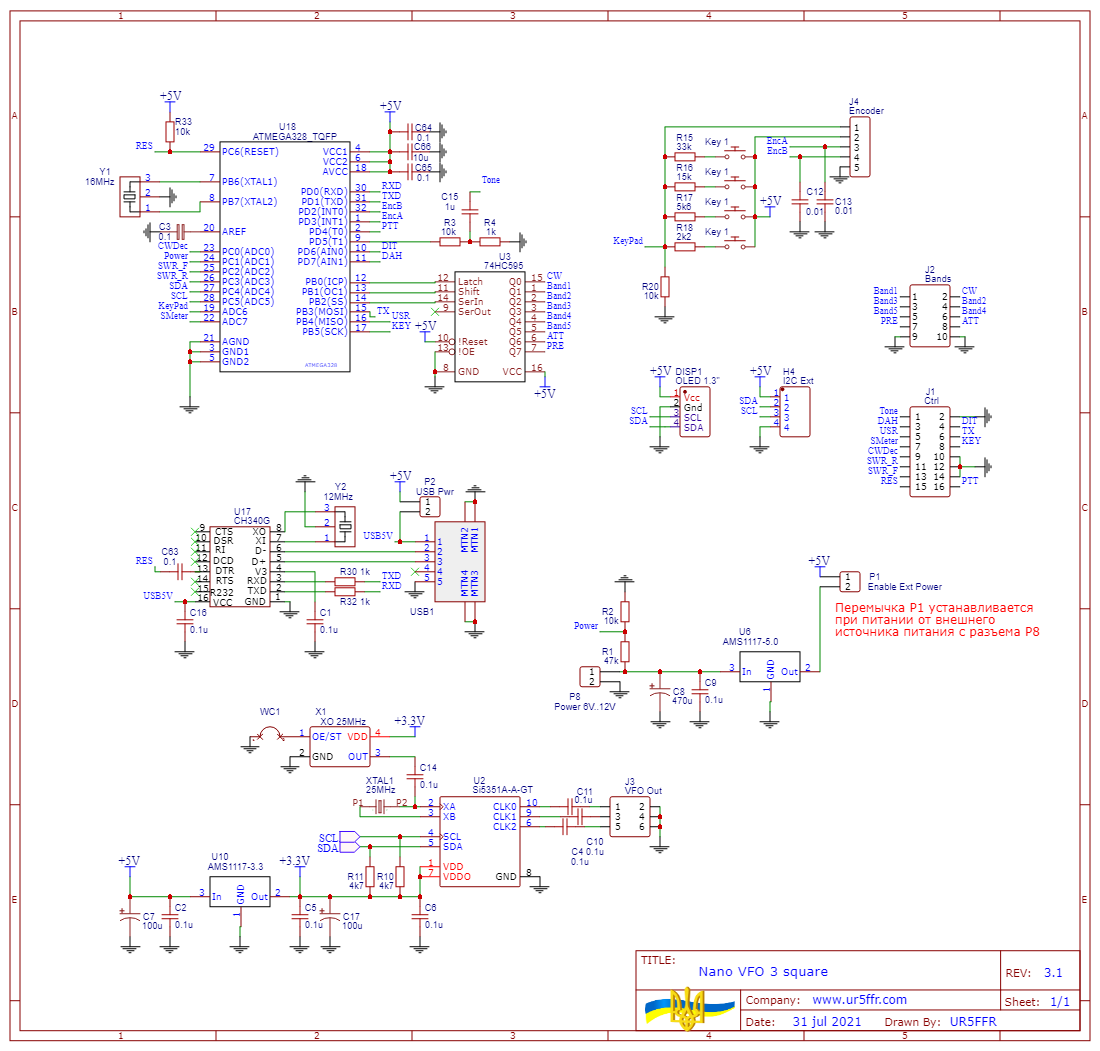 1 2 3 4 5
A
B
C
D
E
A
B
C
D
E
1 2 3 4 5
+5V
R33
10k
RES
Y1
16MHz
3
2
1
C3
0.1
U18
ATMEGA328_TQFP
29 PC6(RESET)
7 PB6(XTAL1)
8 PB7(XTAL2)
20 AREF
CWDec 23 PC0(ADC0)
Power 24 PC1(ADC1)
SWR_F 25 PC2(ADC2)
SWR_R 26 PC3(ADC3)
SDA 27 PC4(ADC4)
SCL 28 PC5(ADC5)
KeyPad 19 ADC6
SMeter 22 ADC7
21 AGND
3 GND1
5 GND2
VCC1 4
VCC2 6
AVCC 18
PD0(RXD) 30 RXD
PD1(TXD) 31 TXD
PD2(INT0) 32 EncB
PD3(INT1) 1 EncA
PD4(T0) 2 PTT
PD5(T1) 9
PD6(AIN0) 10 DIT
PD7(AIN1) 11 DAH
PB0(ICP) 12
PB1(OC1) 13
PB2(SS) 14
PB3(MOSI) 15 TX
PB4(MISO) 16 USR
PB5(SCK) 17 KEY
ATMEGA328
+5V
C64
0.1
C66
10u
C65
0.1
Tone
C15
1u
R3
10k
R4
1k
U3
74HC595
12 Latch
11 Shift
14 SerIn
9 SerOut
+5V
10 !Reset
13 !OE
8 GND
Q0 15 CW
Q1 1 Band1
Q2 2 Band2
Q3 3 Band3
Q4 4 Band4
Q5 5 Band5
Q6 6 ATT
Q7 7 PRE
VCC 16
+5V
R15
33k
Key 1
R16
15k
Key 1
R17
5k6
Key 1
R18
2k2
Key 1
KeyPad
R20
10k
+5V
J4
Encoder
1
2
3
4
5
EncA
EncB
C12
0.01
C13
0.01
J2
Bands
Band1 1 2 CW
Band3 3 4 Band2
Band5 5 6 Band4
PRE 7 8 ATT
9 10
+5V
DISP1
OLED 1.3"
1 Vcc
2 Gnd
SCL 3 SCL
SDA 4 SDA
+5V
H4
I2C Ext
1 1
SDA 2 2
SCL 3 3
4 4
J1
Ctrl
Tone 1 2
DAH 3 4 DIT
USR 5 6 TX
SMeter 7 8 KEY
CWDec 9 10
SWR_R 11 12
SWR_F 13 14
RES 15 16 PTT
U17
CH340G
9 CTS
10 DSR
11 RI
12 DCD
13 DTR
14 RTS
15 R232
16 VCC
XO 8
XI 7
D- 6
D+ 5
V3 4
RXD 3
TXD 2
GND 1
RES
C63
0.1
USB5V
C16
0.1u
Y2
12MHz
3
2
1
R30 1k
TXD
RXD
R32 1k
C1
0.1u
+5V
P2
USB Pwr
1
2
USB5V
1 1
2 2
3 3
4 4
5 5
MTN2
MTN1
MTN4
MTN3
USB1
+5V
1
2
P1
Enable Ext Power
Перемычка P1 устанавливается
при питании от внешнего
источника питания с разъема P8
R2
10k
Power
R1
47k
1
2
P8
Power 6V..12V
C8
470u
C9
0.1u
U6
AMS1117-5.0
3 In
GND
1
Out 2
WC1
X1
XO 25MHz
1 OE/ST
2 GND
VDD 4
OUT 3
+3.3V
C14
0.1u
XTAL1
25MHz
P1
P2
U2
Si5351A-A-GT
2 XA
3 XB
4 SCL
5 SDA
1 VDD
7 VDDO
CLK0 10
CLK1 9
CLK2 6
GND 8
C11
0.1u
C10
C4 0.1u
0.1u
J3
VFO Out
1 2
3 4
5 6
SCL
SDA
R11
4k7
R10
4k7
+5V
U10
AMS1117-3.3
3 In
GND
1
Out 2
+3.3V
C7
100u
C2
0.1u
C5
0.1u
C17
100u
C6
0.1u
TITLE:
Nano VFO 3 square
REV: 3.1
Company: www.ur5ffr.com
Sheet: 1/1
Date: 31 jul 2021 Drawn By: UR5FFR